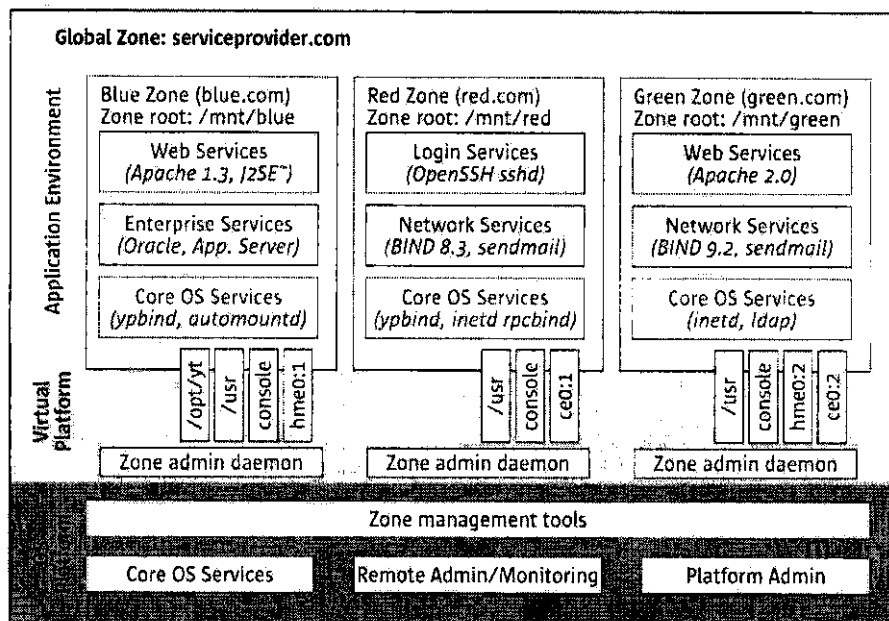 Global Zone: serviceprovider.com
Application Environment
Blue Zone (blue.com)
Zone root: /mnt/blue
Web Services
(Apache 1.3, J2SE™)
Enterprise Services
(Oracle, App. Server)
Core OS Services
(ypbind, automountd)
Red Zone (red.com)
Zone root: /mnt/red
Login Services
(OpenSSH sshd)
Network Services
(BIND 8.3, sendmail)
Core OS Services
(ypbind, inetd rpcbind)
Green Zone (green.com)
Zone root: /mnt/green
Web Services
(Apache 2.0)
Network Services
(BIND 9.2, sendmail)
Core OS Services
(inetd, ldap)
Virtual
Platform
/opt/yt
/usr
console
hme0:1
/usr
console
ce0:1
/usr
console
hme0:2
ce0:2
Zone admin daemon
Zone admin daemon
Zone admin daemon
Zone management tools
Core OS Services
Remote Admin/Monitoring
Platform Admin